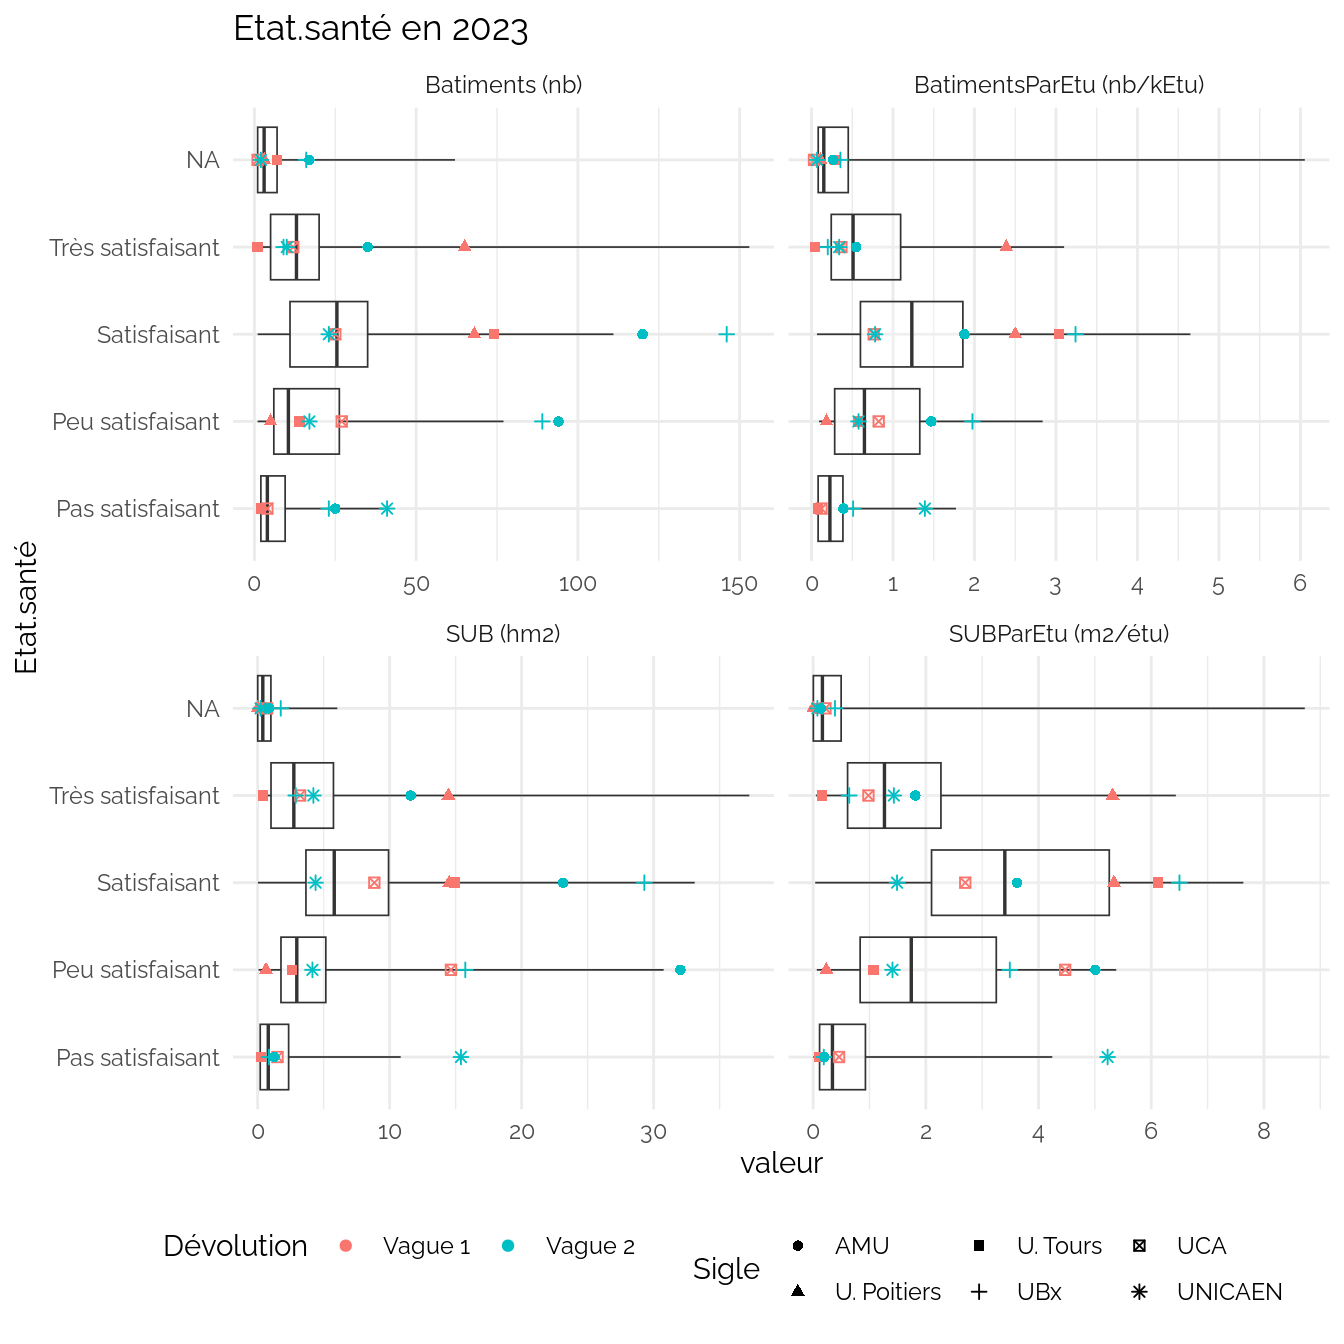 Etat.santé en 2023
Batiments (nb)
BatimentsParEtu (nb/kEtu)
NA
Très satisfaisant
Satisfaisant
Peu satisfaisant
Pas satisfaisant
0 50 100 150
0 1 2 3 4 5 6
Etat.santé
SUB (hm2)
SUBParEtu (m2/étu)
NA
Très satisfaisant
Satisfaisant
Peu satisfaisant
Pas satisfaisant
0 10 20 30
0 2 4 6 8
valeur
Dévolution Vague 1 Vague 2
Sigle
AMU U. Tours UCA
U. Poitiers UBx UNICAEN